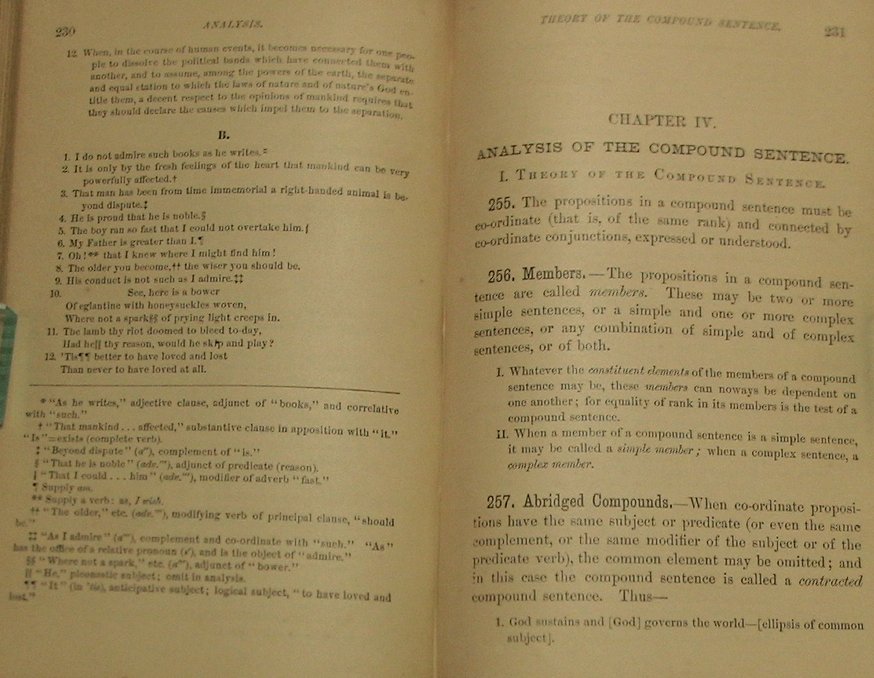 230
ANALYSIS.
12. When, in the course of human events, it becomes necessary for one peo-
ple to dissolve the political bands which have connected them with
another, and to assume, among the powers of the earth, the separate
and equal station to which the laws of nature and of nature's God en-
title them, a decent respect to the opinions of mankind requires that
they should declare the causes which impel them to the separation.
B.
1. I do not admire such books as he writes.*
2. It is only by the fresh feelings of the heart that mankind can be very
powerfully affected.†
3. That man has been from time immemorial a right-handed animal is be-
yond dispute.‡
4. He is proud that he is noble.§
5. The boy ran so fast that I could not overtake him.‖
6. My Father is greater than I.¶
7. Oh!** that I knew where I might find him!
8. The older you become,†† the wiser you should be.
9. His conduct is not such as I admire.‡‡
10. See, here is a bower
Of eglantine with honeysuckles woven,
Where not a spark§§ of prying light creeps in.
11. The lamb thy riot doomed to bleed to-day,
Had he‖‖ thy reason, would he skip and play?
12. 'Tis¶¶ better to have loved and lost
Than never to have loved at all.
* "As he writes," adjective clause, adjunct of "books," and correlative
with "such."
† "That mankind . . . affected," substantive clause in apposition with "it."
"Is"=exists (complete verb).
‡ "Beyond dispute" (a''), complement of "is."
§ "That he is noble" (adv.'''), adjunct of predicate (reason).
‖ "That I could . . . him" (adv.'''), modifier of adverb "fast."
¶ Supply am.
** Supply a verb: as, I wish.
†† "The older," etc. (adv.'''), modifying verb of principal clause, "should
be."
‡‡ "As I admire" (a'''), complement and co-ordinate with "such." "As"
has the office of a relative pronoun (s'), and is the object of "admire."
§§ "Where not a spark," etc. (a'''), adjunct of "bower."
‖‖ "He," pleonastic subject; omit in analysis.
¶¶ "It" (in 'tis), anticipative subject; logical subject, "to have loved and
lost."
THEORY OF THE COMPOUND SENTENCE.
231
CHAPTER IV.
ANALYSIS OF THE COMPOUND SENTENCE.
I. THEORY OF THE COMPOUND SENTENCE.
255. The propositions in a compound sentence must be
co-ordinate (that is, of the same rank) and connected by
co-ordinate conjunctions, expressed or understood.
256. Members.—The propositions in a compound sen-
tence are called members. These may be two or more
simple sentences, or a simple and one or more complex
sentences, or any combination of simple and of complex
sentences, or of both.
I. Whatever the constituent elements of the members of a compound
sentence may be, these members can noways be dependent on
one another; for equality of rank in its members is the test of a
compound sentence.
II. When a member of a compound sentence is a simple sentence,
it may be called a simple member; when a complex sentence, a
complex member.
257. Abridged Compounds.—When co-ordinate proposi-
tions have the same subject or predicate (or even the same
complement, or the same modifier of the subject or of the
predicate verb), the common element may be omitted; and
in this case the compound sentence is called a contracted
compound sentence. Thus—
1. God sustains and [God] governs the world—[ellipsis of common
subject].